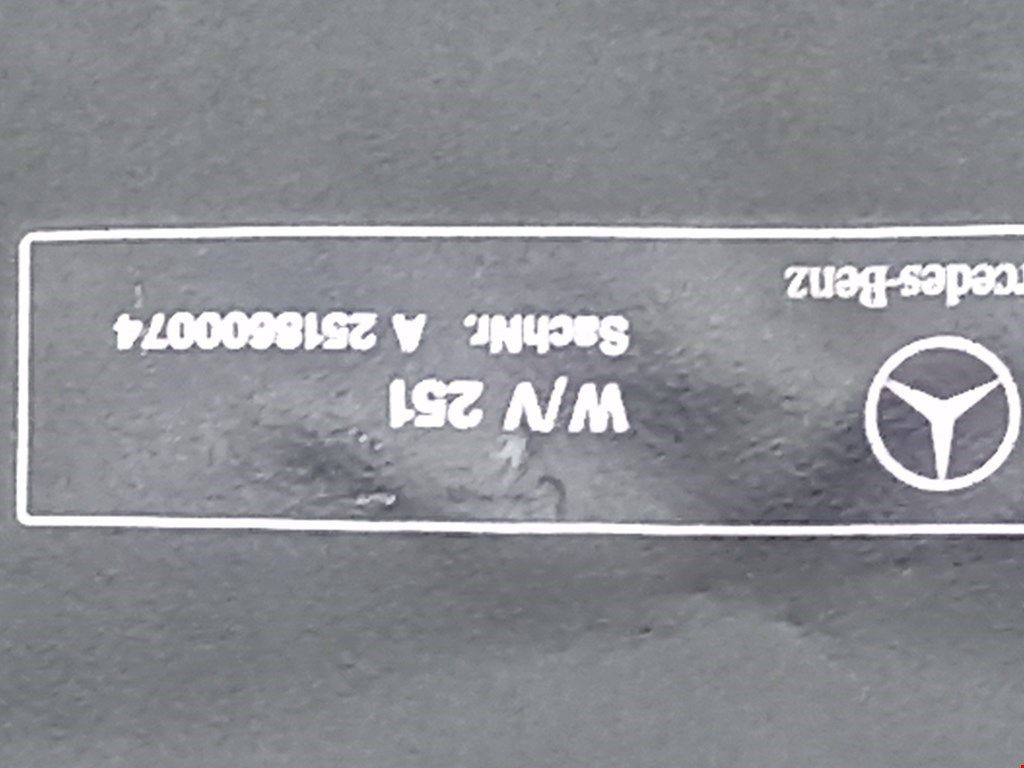 W/V 251
SachNr. A 2518600074
rcedes-Benz